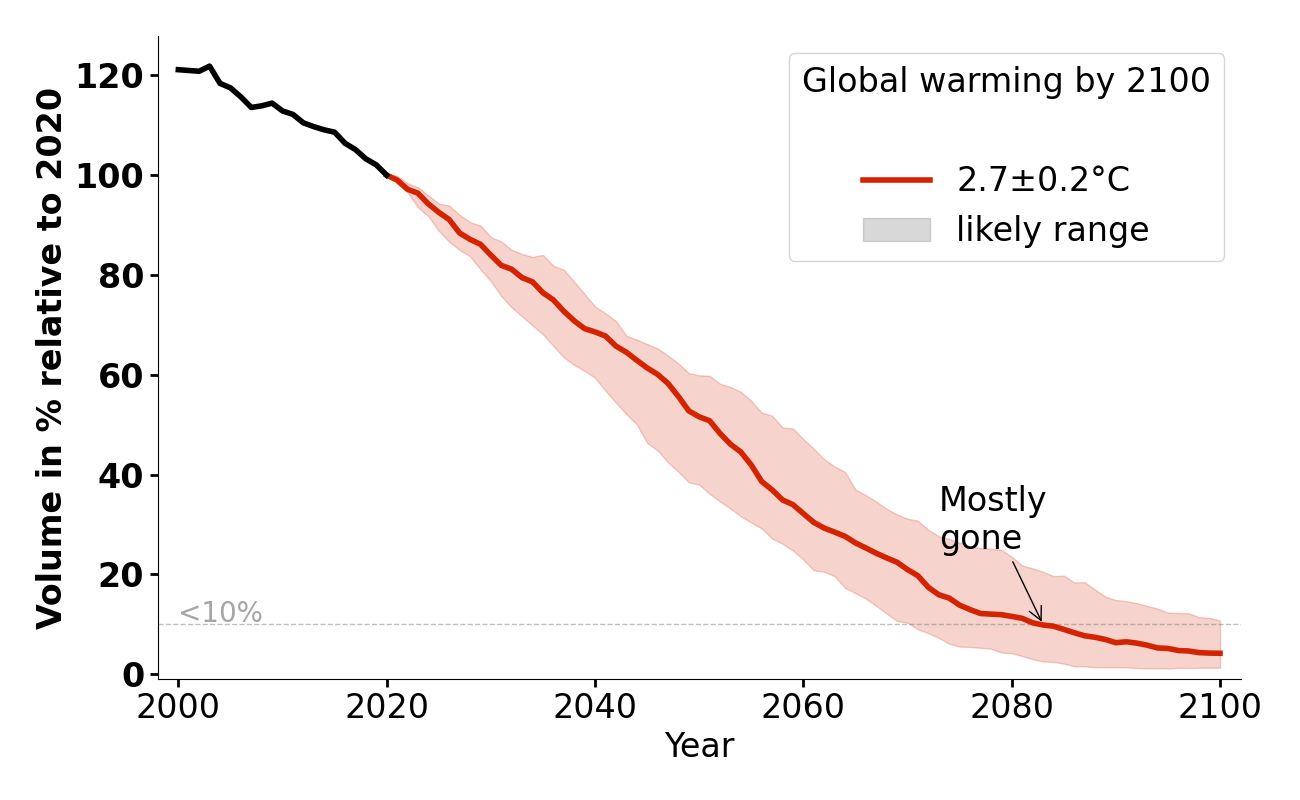 Volume in % relative to 2020
120
100
80
60
40
20
0
Global warming by 2100
2.7±0.2°C
likely range
Mostly
gone
<10%
2000 2020 2040 2060 2080 2100
Year